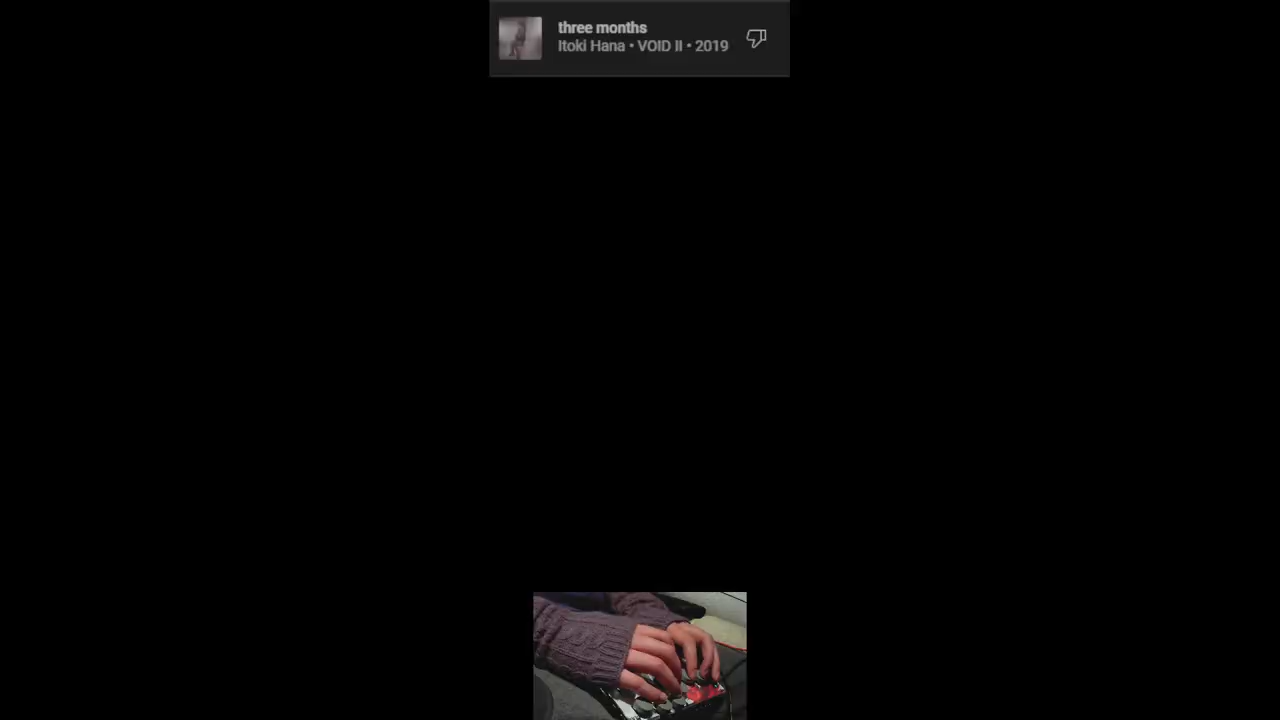 three months
Itoki Hana • VOID II • 2019